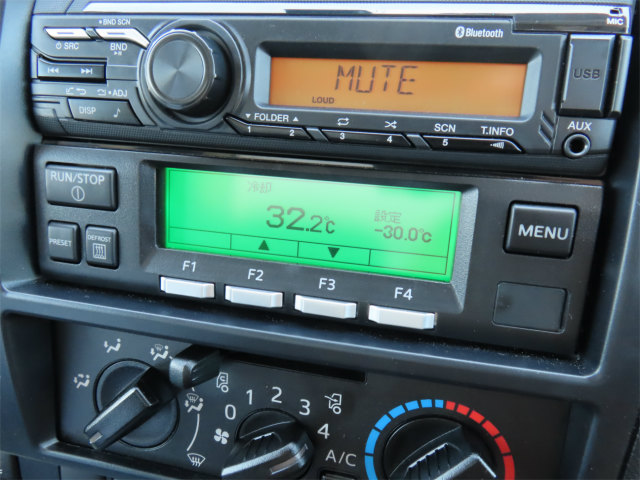 BND SCN
MIC
SRC
BND
Bluetooth
MUTE
LOUD
USB
ADJ
DISP
FOLDER
1 2 3 4 5
SCN
T.INFO
AUX
RUN/STOP
冷却
32.2℃
設定
-30.0℃
MENU
PRESET
DEFROST
F1 F2 F3 F4
0 1 2 3 4
A/C